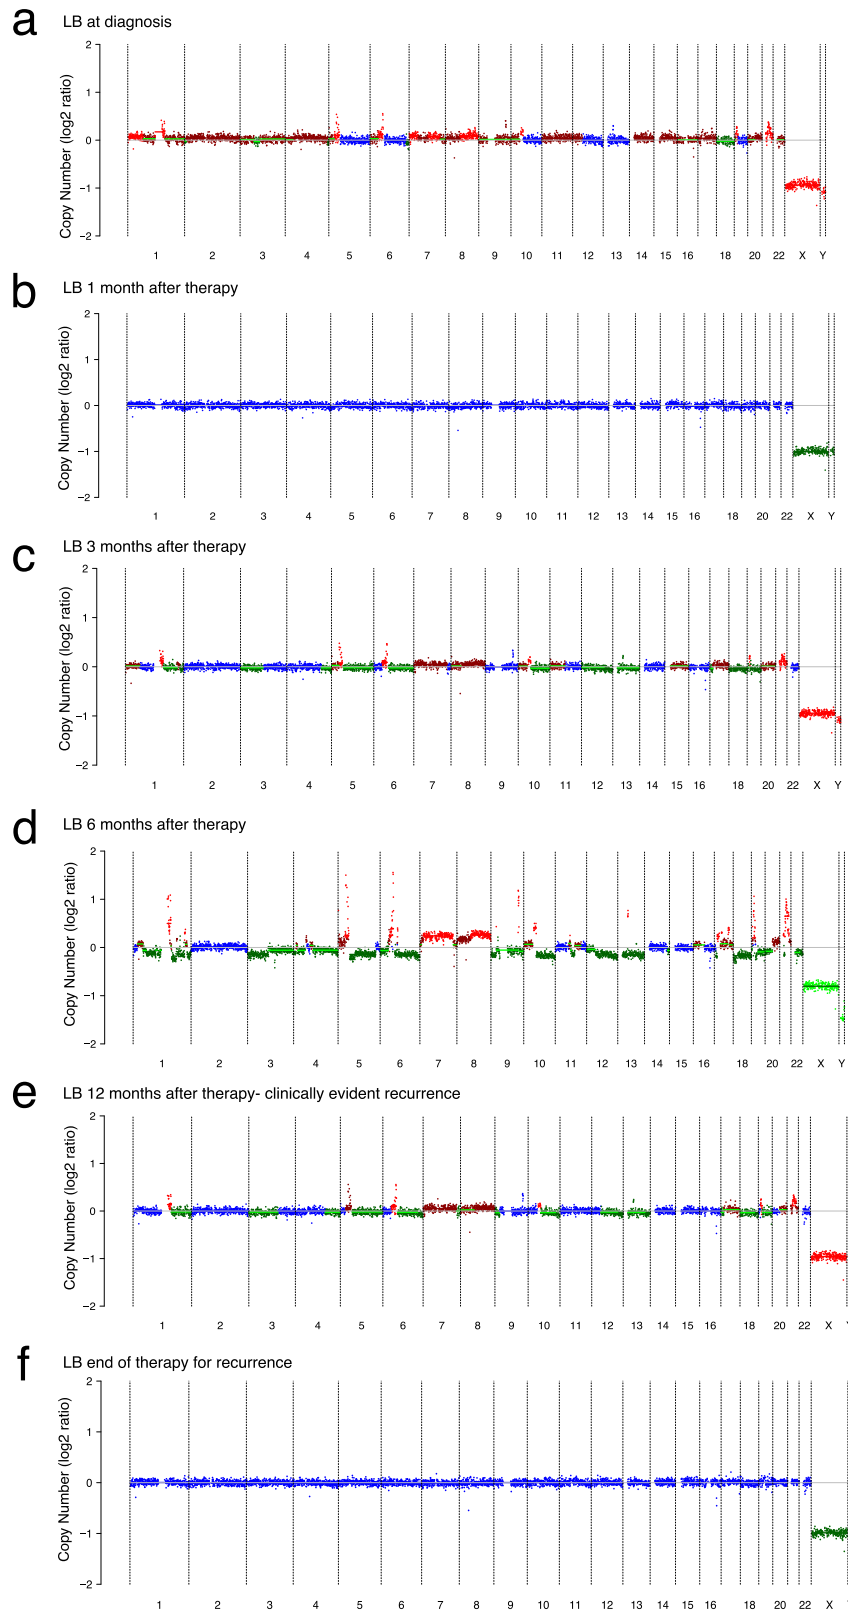 a LB at diagnosis
Copy Number (log2 ratio)
2
1
0
−1
−2
1 2 3 4 5 6 7 8 9 10 11 12 13 14 15 16 18 20 22 X Y
b LB 1 month after therapy
Copy Number (log2 ratio)
2
1
0
−1
−2
1 2 3 4 5 6 7 8 9 10 11 12 13 14 15 16 18 20 22 X Y
c LB 3 months after therapy
Copy Number (log2 ratio)
2
1
0
−1
−2
1 2 3 4 5 6 7 8 9 10 11 12 13 14 15 16 18 20 22 X Y
d LB 6 months after therapy
Copy Number (log2 ratio)
2
1
0
−1
−2
1 2 3 4 5 6 7 8 9 10 11 12 13 14 15 16 18 20 22 X Y
e LB 12 months after therapy- clinically evident recurrence
Copy Number (log2 ratio)
2
1
0
−1
−2
1 2 3 4 5 6 7 8 9 10 11 12 13 14 15 16 18 20 22 X Y
f LB end of therapy for recurrence
Copy Number (log2 ratio)
2
1
0
−1
−2
1 2 3 4 5 6 7 8 9 10 11 12 13 14 15 16 18 20 22 X